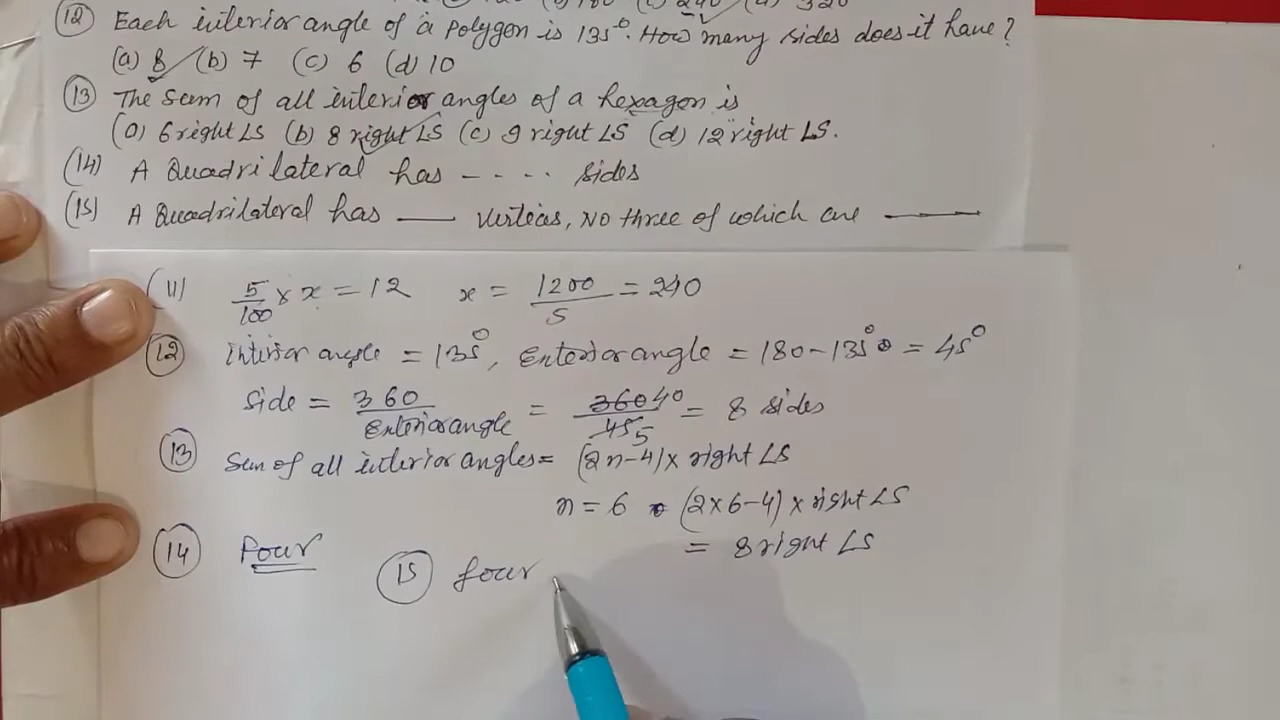 (b) 180 (c) 240 (d) 320
(12) Each interior angle of a polygon is 135°. How many sides does it have?
(a) 8 (b) 7 (c) 6 (d) 10
(13) The sum of all interior angles of a hexagon is
(a) 6 right ∠S (b) 8 right ∠S (c) 9 right ∠S (d) 12 right ∠S.
(14) A Quadrilateral has - - - - sides
(15) A Quadrilateral has ___ vertices, No three of which are ___
(11) 5/100 × x = 12 x = 1200/5 = 240
(12) interior angle = 135°, Exterior angle = 180 - 135° = 45°
Side = 360/Exterior angle = 360 40/45 5 = 8 sides
(13) Sum of all interior angles = (2n-4) × right ∠S
n = 6 (2×6-4) × right ∠S
= 8 right ∠S
(14) Four
(15) four